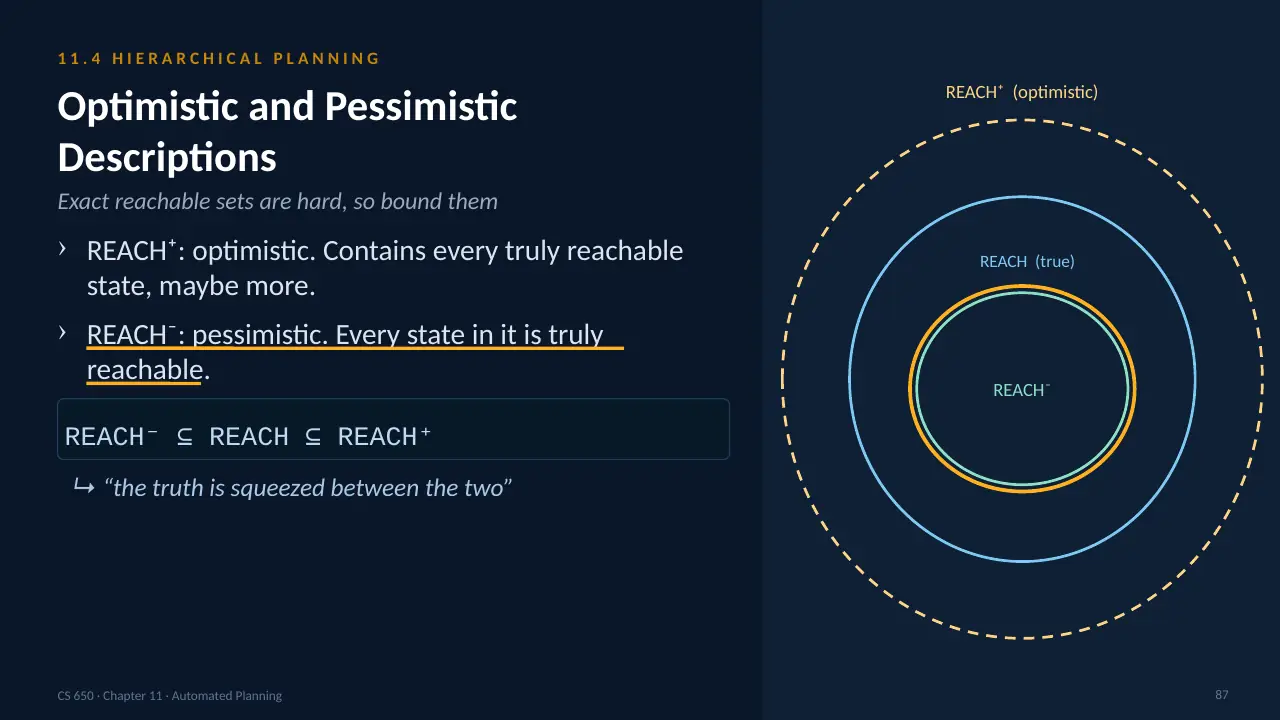 11.4 HIERARCHICAL PLANNING
Optimistic and Pessimistic
Descriptions
Exact reachable sets are hard, so bound them
› REACH⁺: optimistic. Contains every truly reachable
state, maybe more.
› REACH⁻: pessimistic. Every state in it is truly
reachable.
REACH⁻ ⊆ REACH ⊆ REACH⁺
↪ “the truth is squeezed between the two”
REACH⁺ (optimistic)
REACH (true)
REACH⁻
CS 650 · Chapter 11 · Automated Planning
87